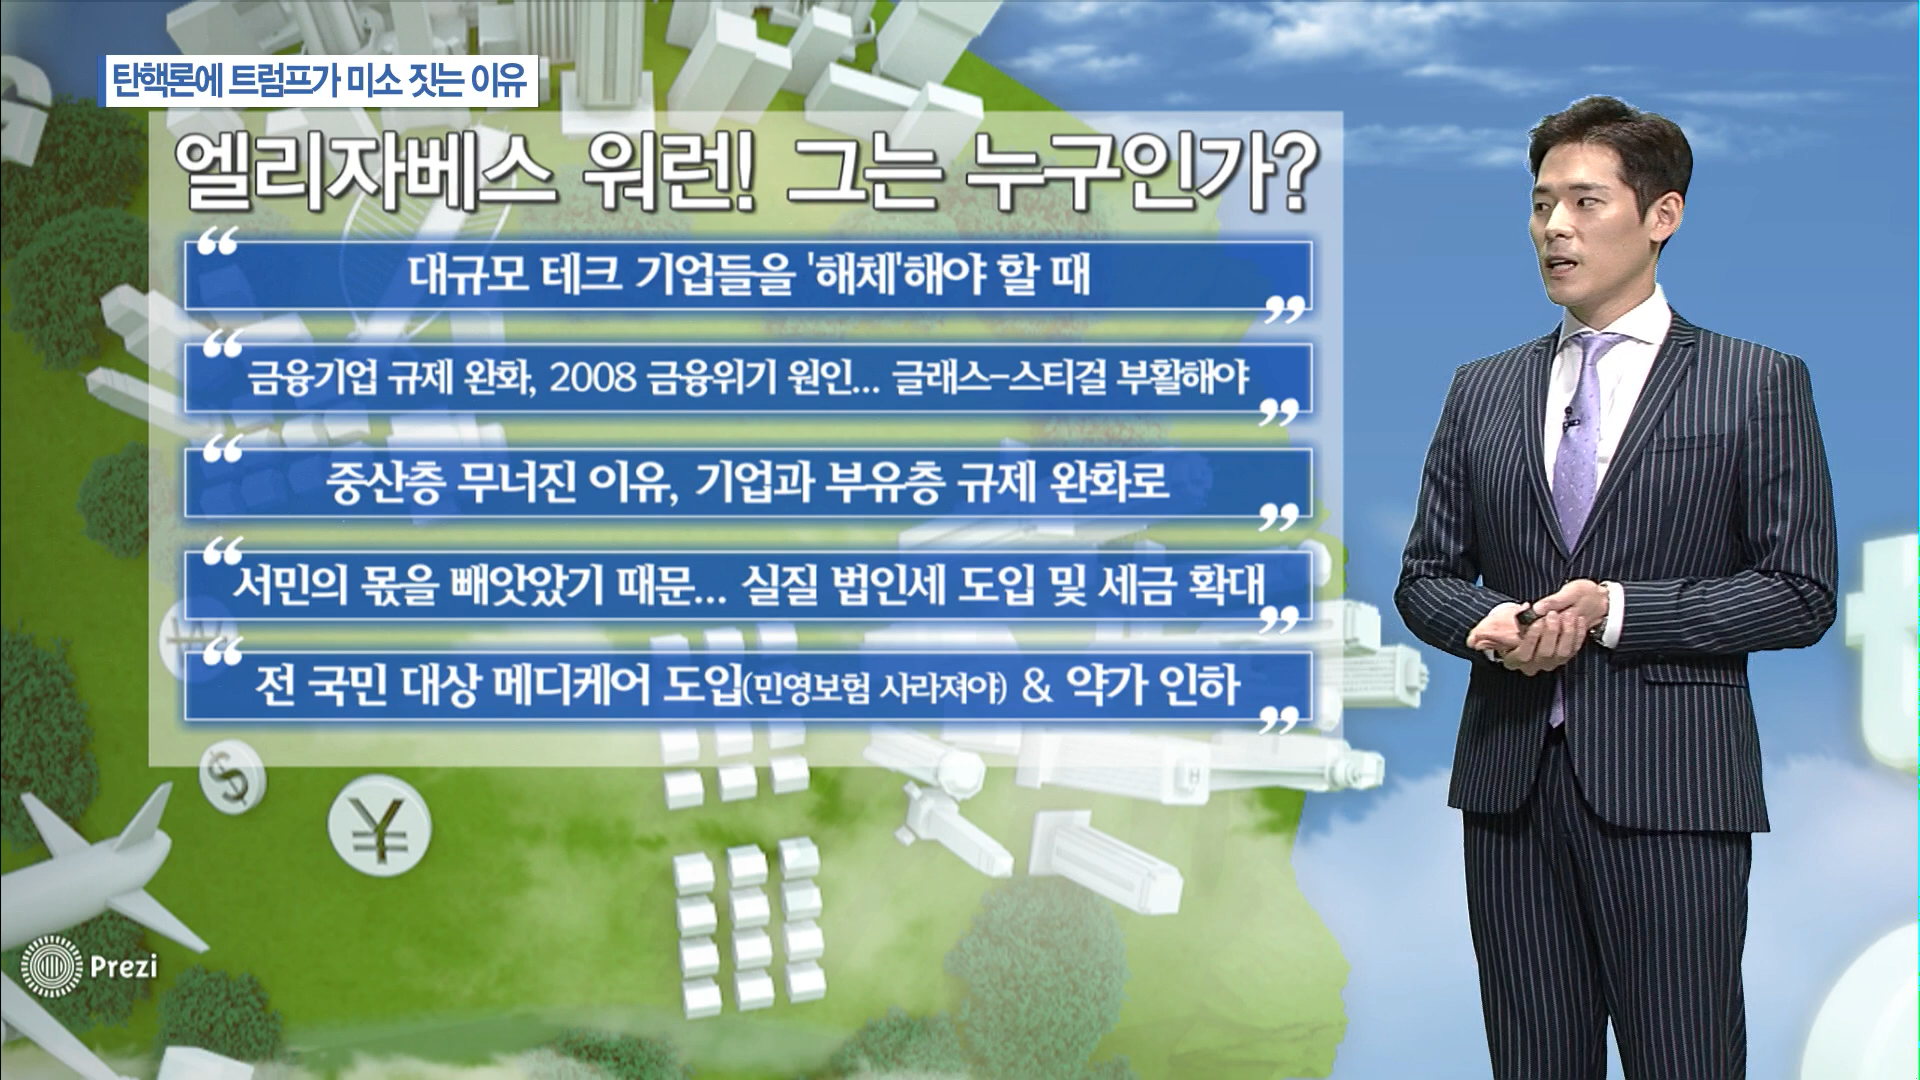 탄핵론에 트럼프가 미소 짓는 이유
엘리자베스 워런! 그는 누구인가?
“ 대규모 테크 기업들을 '해체'해야 할 때 ”
“ 금융기업 규제 완화, 2008 금융위기 원인... 글래스-스티걸 부활해야 ”
“ 중산층 무너진 이유, 기업과 부유층 규제 완화로 ”
“ 서민의 몫을 빼앗았기 때문... 실질 법인세 도입 및 세금 확대 ”
“ 전 국민 대상 메디케어 도입(민영보험 사라져야) & 약가 인하 ”
$
¥
Prezi